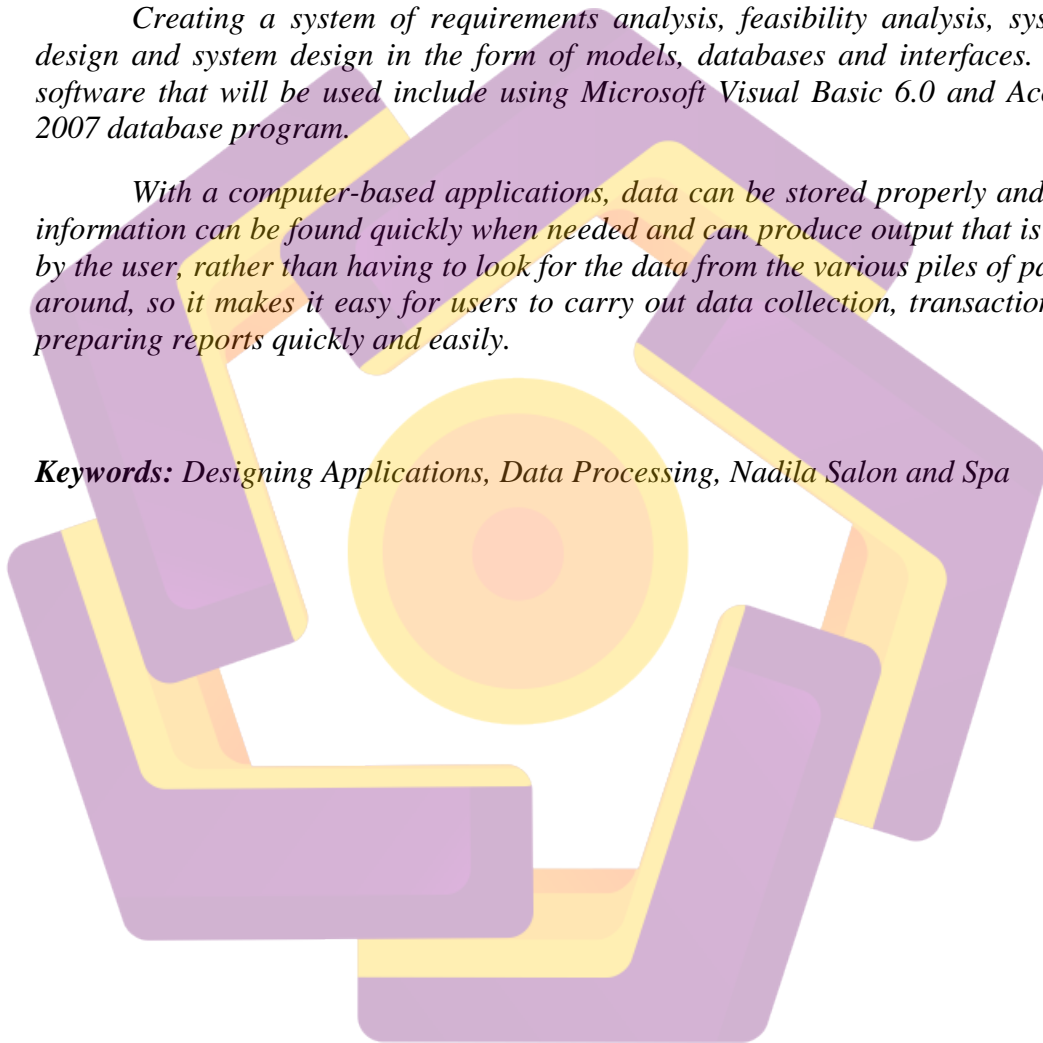 Creating a system of requirements analysis, feasibility analysis,
design and system design in the form of models, databases and interfaces.
software that will be used include using Microsoft Visual Basic 6.0 and
2007 database program.
With a computer-based applications, data can be stored properly and
information can be found quickly when needed and can produce output that is
by the user, rather than having to look for the data from the various piles of
around, so it makes it easy for users to carry out data collection,
preparing reports quickly and easily.
Keywords: Designing Applications, Data Processing, Nadila Salon and Spa